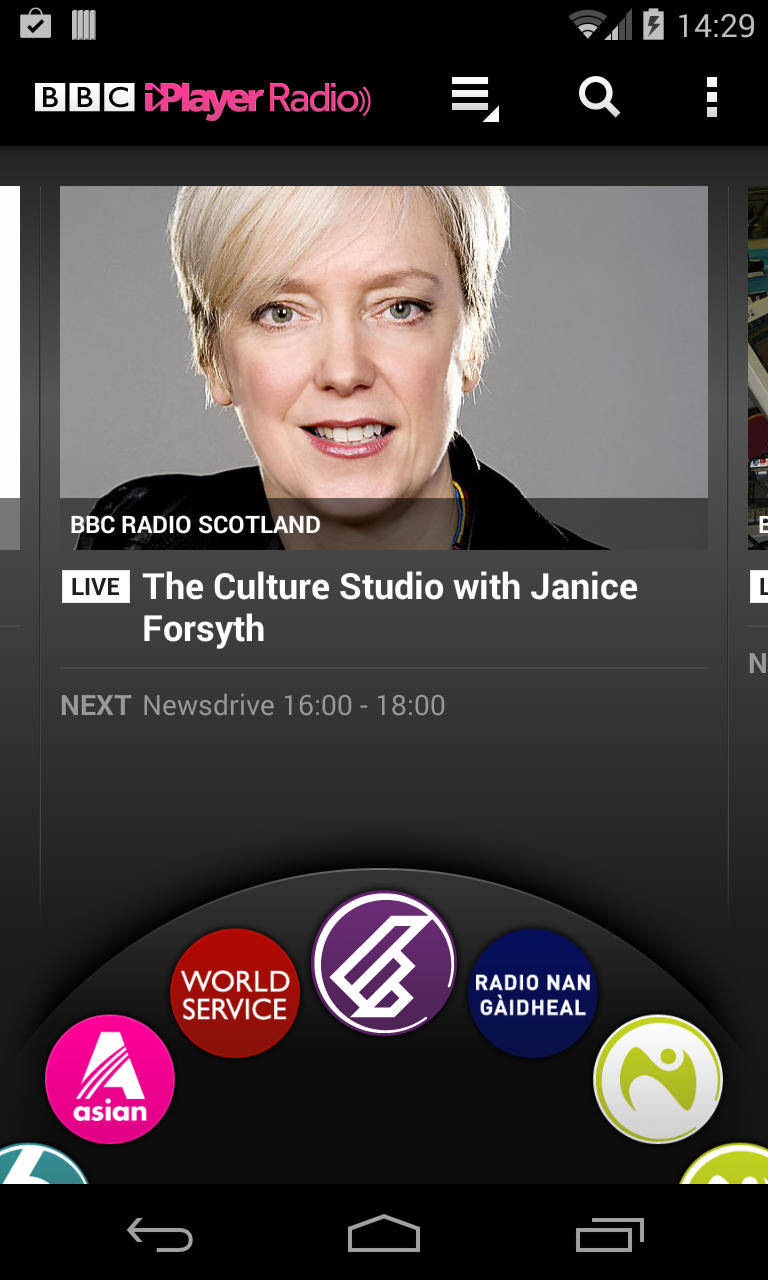 14:29
BBC iPlayer Radio
BBC RADIO SCOTLAND
LIVE The Culture Studio with Janice
Forsyth
NEXT Newsdrive 16:00 - 18:00
WORLD
SERVICE
RADIO NAN
GÀIDHEAL
asian